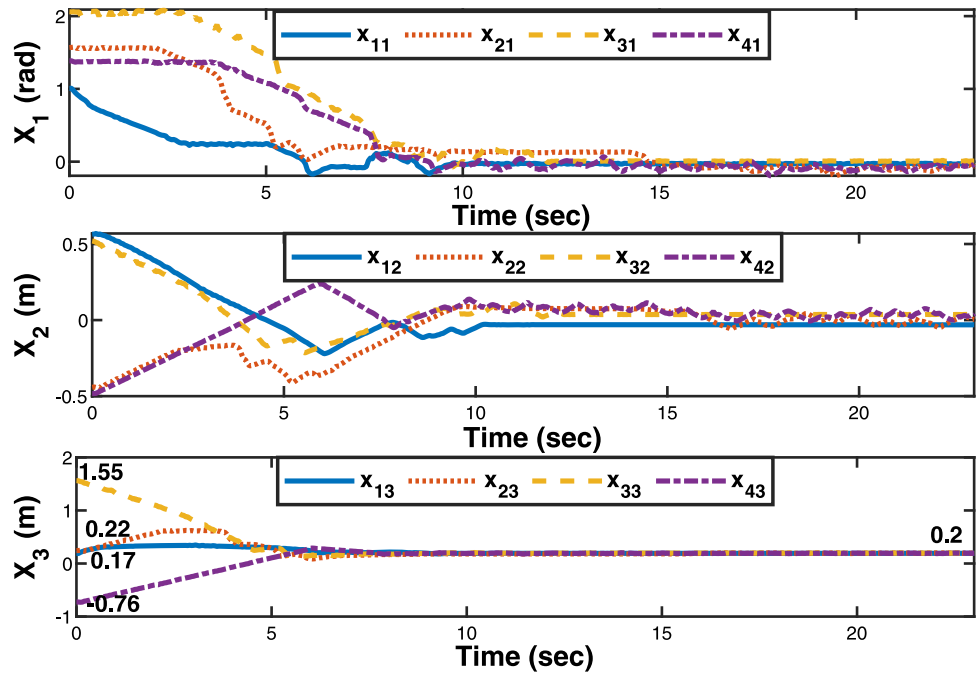 2
1
0
X1 (rad)
x11 x21 x31 x41
0 5 10 15 20
Time (sec)
0.5
0
-0.5
X2 (m)
x12 x22 x32 x42
0 5 10 15 20
Time (sec)
2
1
0
-1
X3 (m)
x13 x23 x33 x43
1.55
0.22
0.17
-0.76
0.2
0 5 10 15 20
Time (sec)